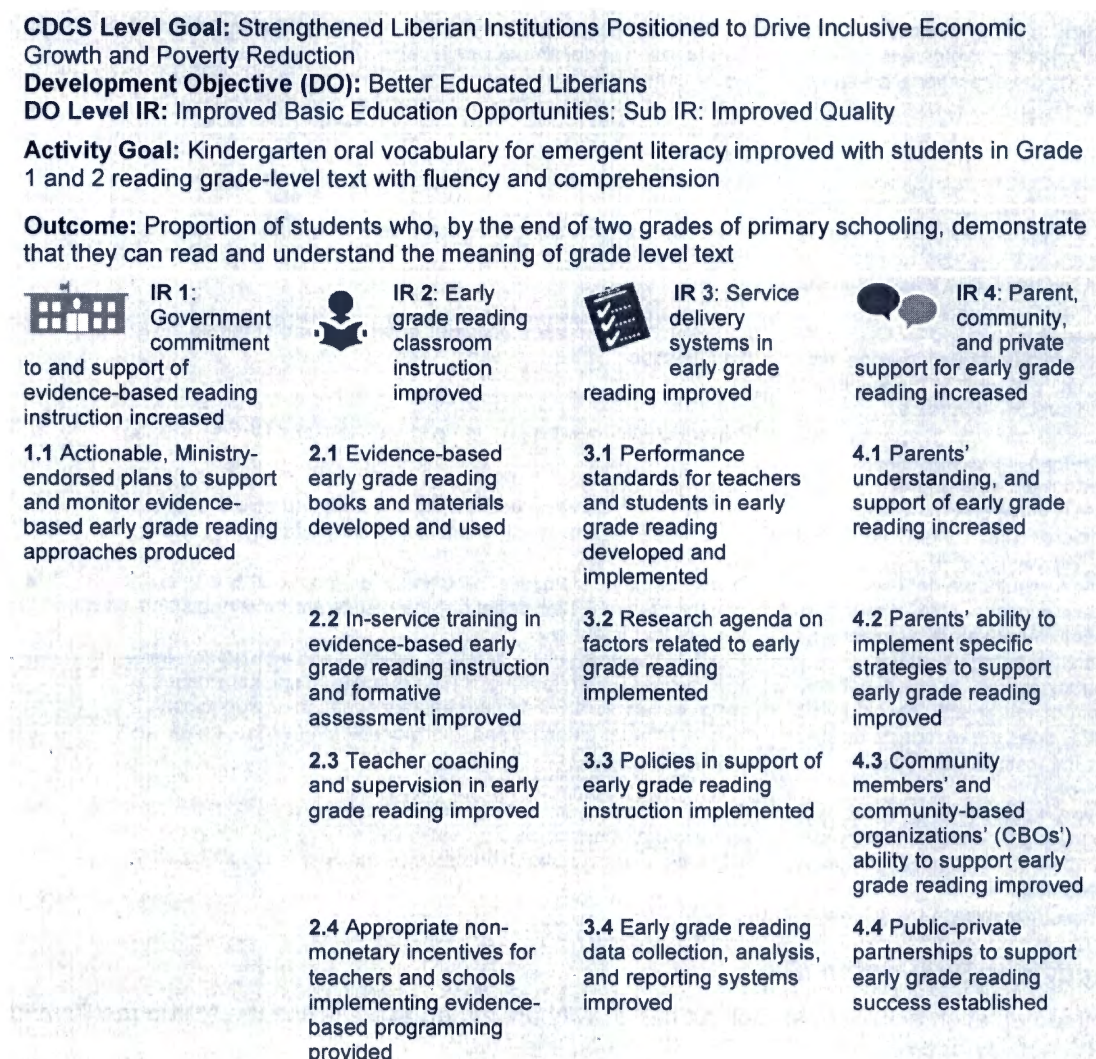 CDCS Level Goal: Strengthened Liberian Institutions Positioned to Drive Inclusive Economic
Growth and Poverty Reduction
Development Objective (DO): Better Educated Liberians
DO Level IR: Improved Basic Education Opportunities; Sub IR: Improved Quality
Activity Goal: Kindergarten oral vocabulary for emergent literacy improved with students in Grade
1 and 2 reading grade-level text with fluency and comprehension
Outcome: Proportion of students who, by the end of two grades of primary schooling, demonstrate
that they can read and understand the meaning of grade level text
IR 1:
Government
commitment
to and support of
evidence-based reading
instruction increased
IR 2: Early
grade reading
classroom
instruction
improved
IR 3: Service
delivery
systems in
early grade
reading improved
IR 4: Parent,
community,
and private
support for early grade
reading increased
1.1 Actionable, Ministry-
endorsed plans to support
and monitor evidence-
based early grade reading
approaches produced
2.1 Evidence-based
early grade reading
books and materials
developed and used
3.1 Performance
standards for teachers
and students in early
grade reading
developed and
implemented
4.1 Parents'
understanding, and
support of early grade
reading increased
2.2 In-service training in
evidence-based early
grade reading instruction
and formative
assessment improved
3.2 Research agenda on
factors related to early
grade reading
implemented
4.2 Parents' ability to
implement specific
strategies to support
early grade reading
improved
2.3 Teacher coaching
and supervision in early
grade reading improved
3.3 Policies in support of
early grade reading
instruction implemented
4.3 Community
members' and
community-based
organizations' (CBOs')
ability to support early
grade reading improved
2.4 Appropriate non-
monetary incentives for
teachers and schools
implementing evidence-
based programming
provided
3.4 Early grade reading
data collection, analysis,
and reporting systems
improved
4.4 Public-private
partnerships to support
early grade reading
success established